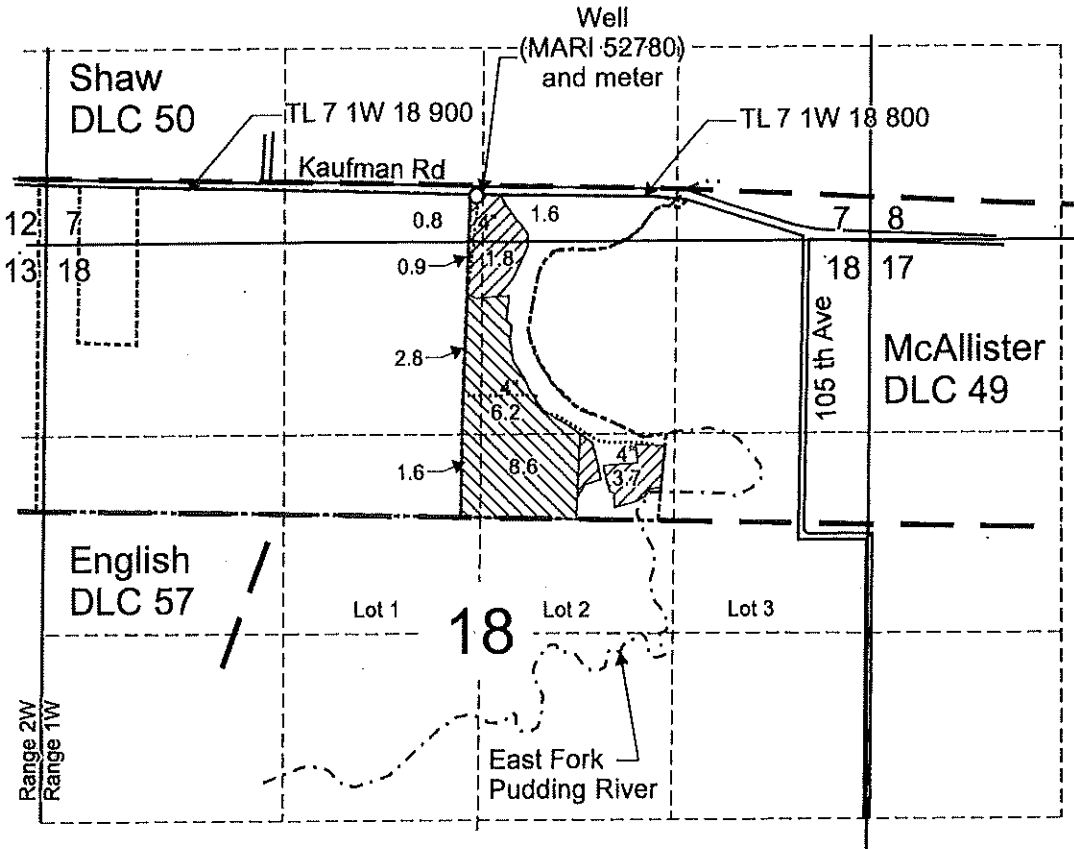 Well
(MARI 52780)
and meter
Shaw
DLC 50
TL 7 1W 18 900
TL 7 1W 18 800
Kaufman Rd
12 7
0.8
4"
1.6
7 8
13 18
0.9
1.8
18 17
2.8
105 th Ave
McAllister
DLC 49
4"
6.2
1.6
8.6
4"
3.7
English
DLC 57
Lot 1
18
Lot 2
Lot 3
Range 2W
Range 1W
East Fork
Pudding River